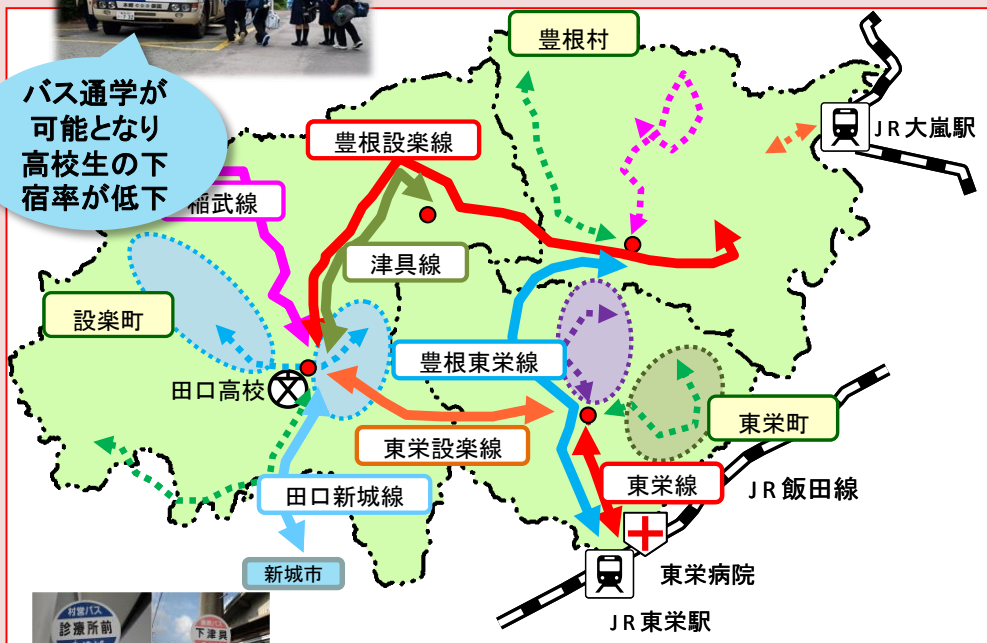 バス通学が
可能となり
高校生の下
宿率が低下
豊根村
JR大嵐駅
豊根設楽線
稲武線
津具線
設楽町
豊根東栄線
田口高校
東栄町
東栄設楽線
田口新城線
東栄線
JR飯田線
新城市
東栄病院
JR東栄駅
村営バス
診療所前
下津具